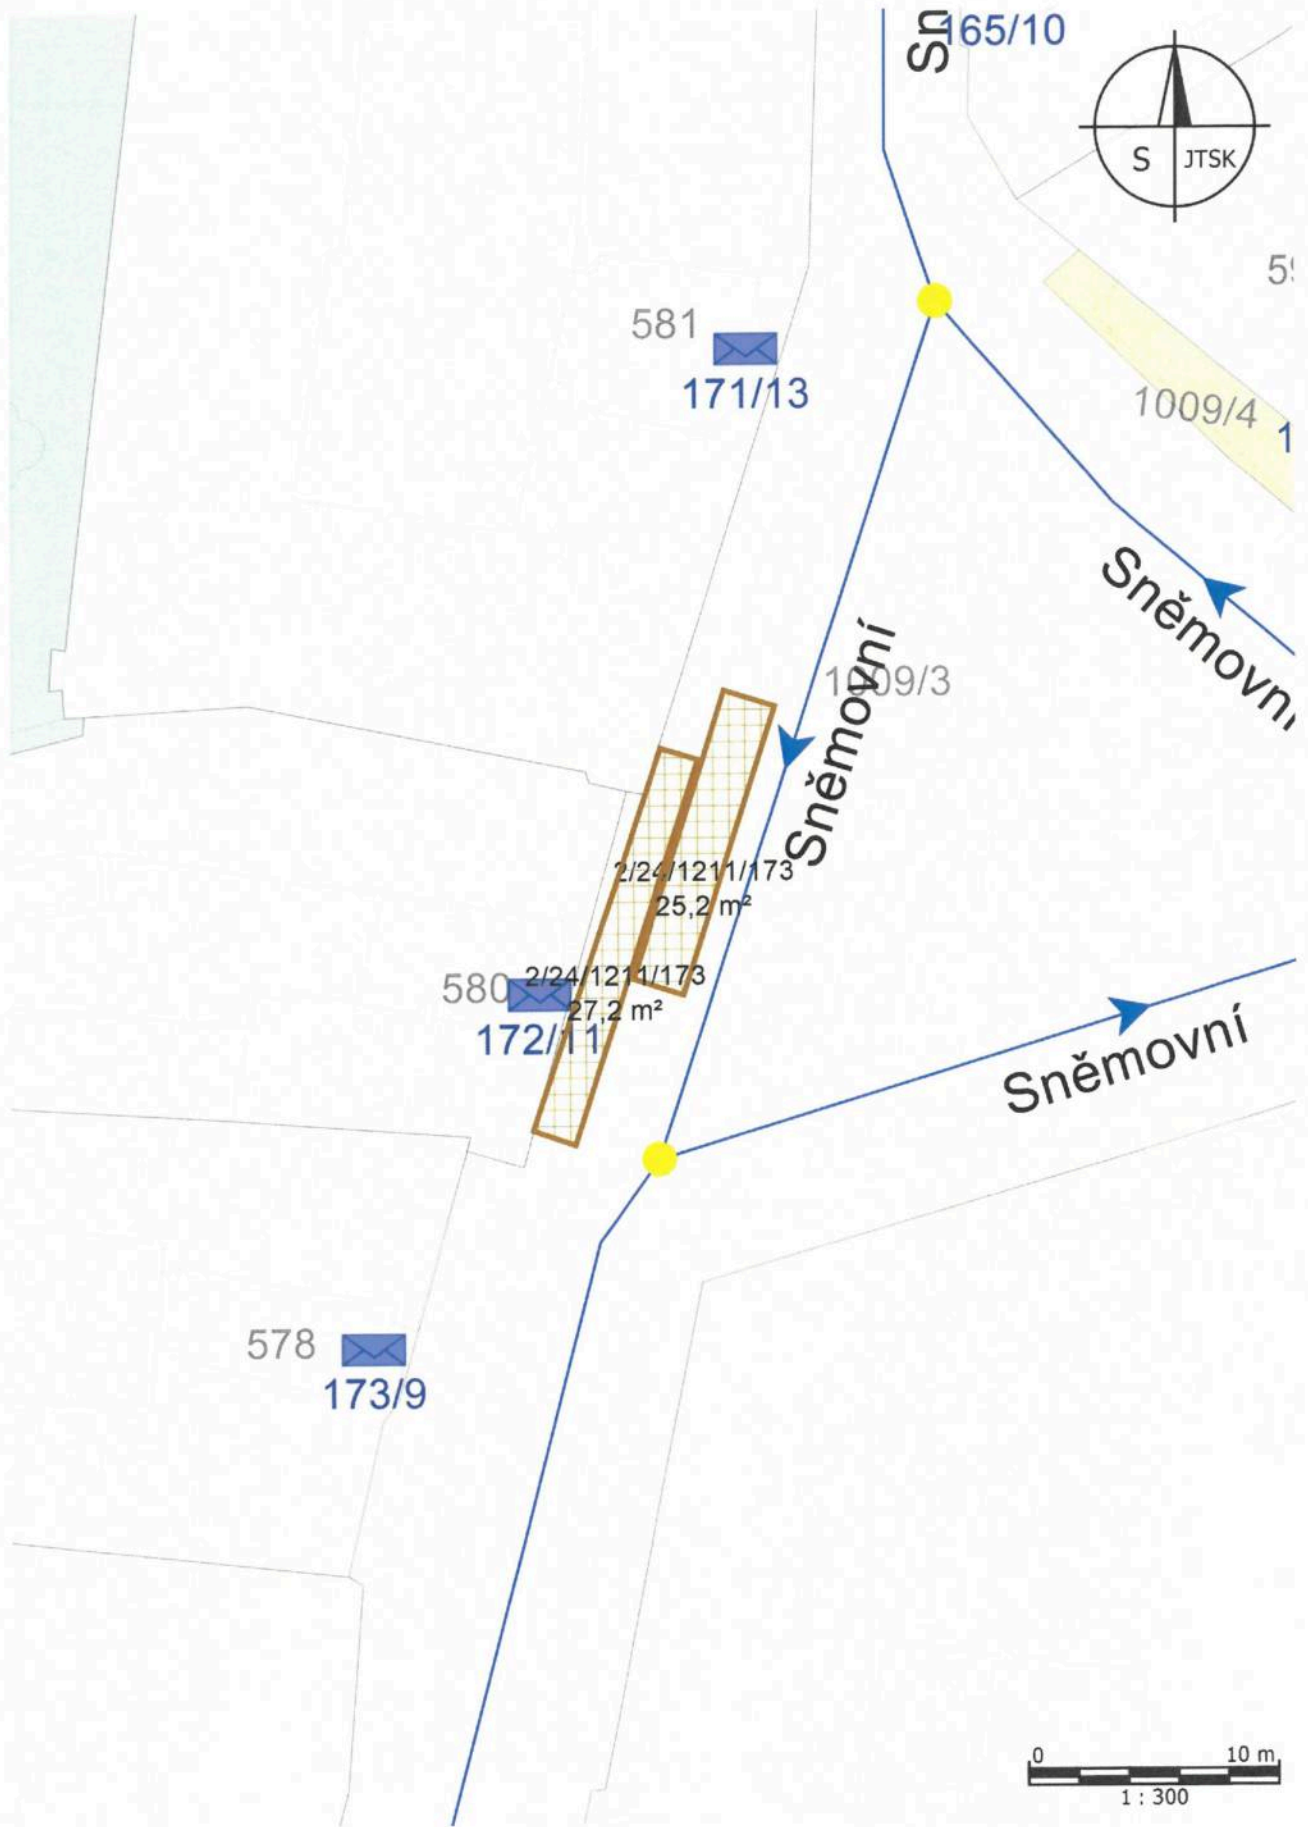 Sn
165/10
S JTSK
581
171/13
1009/4
1
Sněmovní
1009/3
Sněmovní
2/24/1211/173
25,2 m²
580
2/24/1211/173
27,2 m²
172/11
Sněmovní
578
173/9
0 10 m
1 : 300